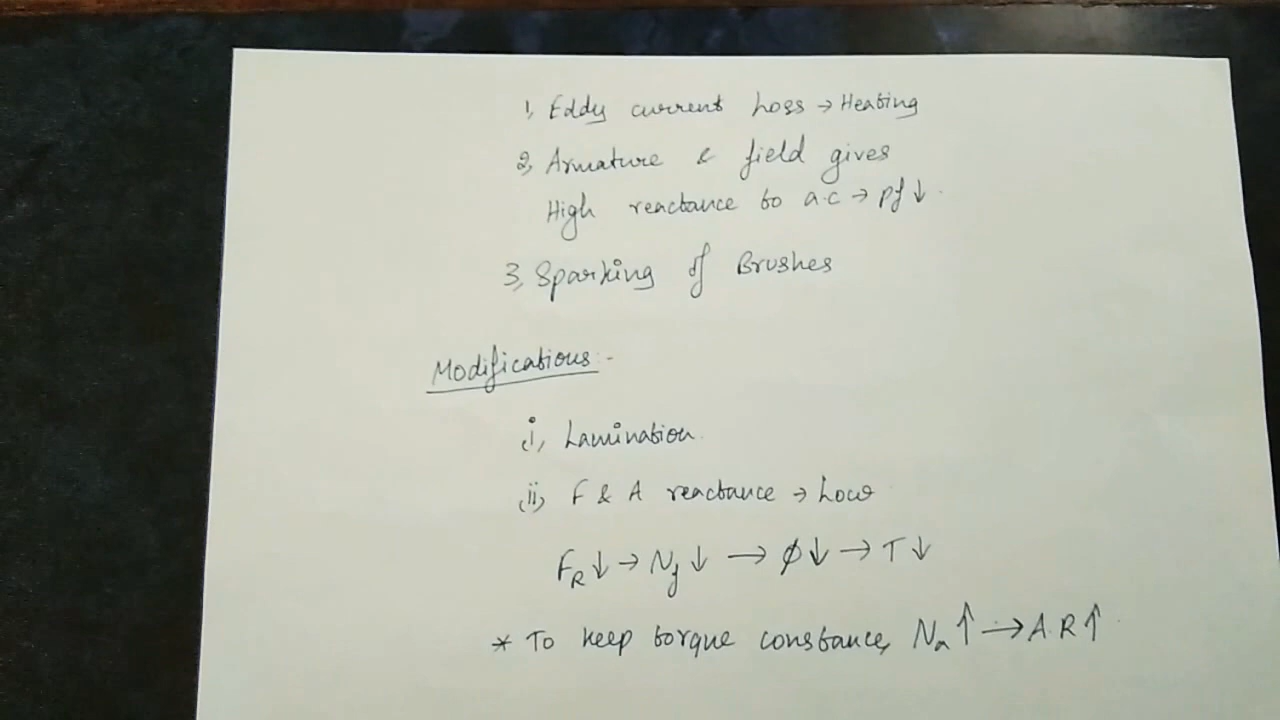 1, Eddy current Loss → Heating
2, Armature & field gives
High reactance to a.c → pf ↓.
3, Sparking of Brushes
Modifications:-
i, Lamination.
ii, F & A reactance → Low
F_R ↓ → N_f ↓ → ϕ ↓ → T ↓
* To keep torque constance, N_a ↑ → A.R ↑